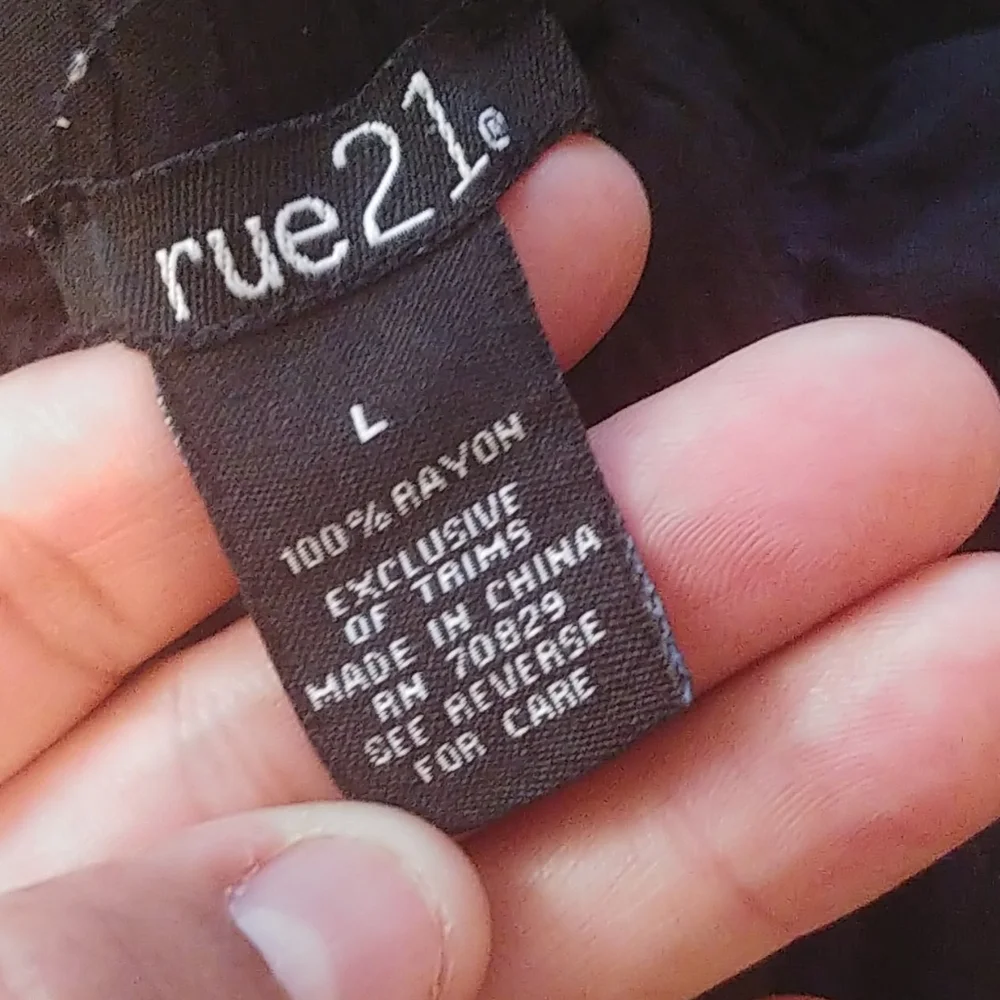 rue21®
L
100% RAYON
EXCLUSIVE
OF TRIMS
MADE IN CHINA
RN 70829
SEE REVERSE
FOR CARE